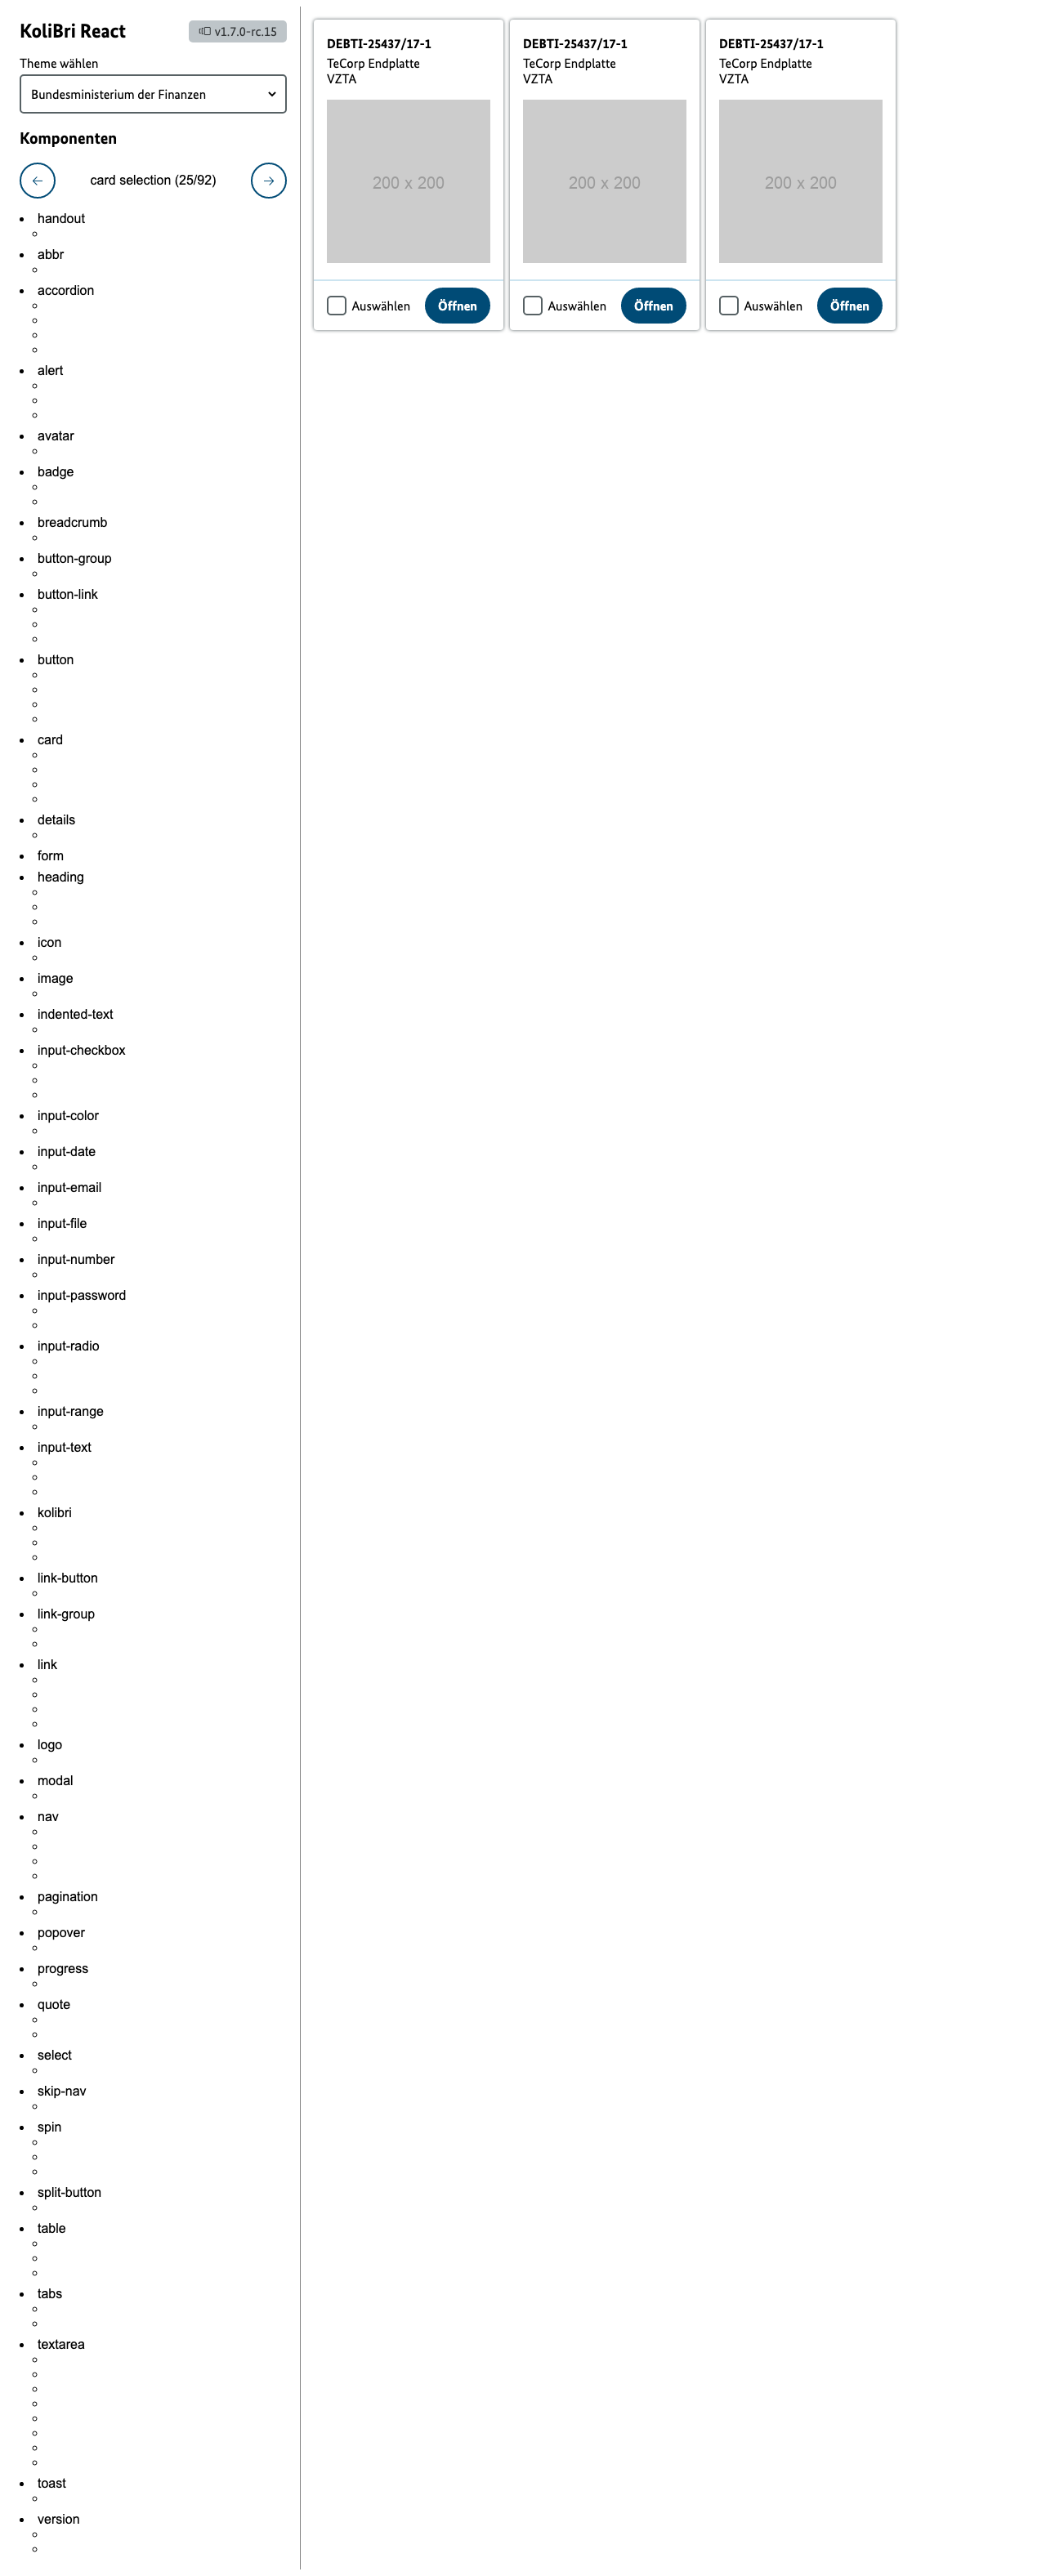 KoliBri React
v1.7.0-rc.15
Theme wählen
Bundesministerium der Finanzen
Komponenten
card selection (25/92)
handout
abbr
accordion
alert
avatar
badge
breadcrumb
button-group
button-link
button
card
details
form
heading
icon
image
indented-text
input-checkbox
input-color
input-date
input-email
input-file
input-number
input-password
input-radio
input-range
input-text
kolibri
link-button
link-group
link
logo
modal
nav
pagination
popover
progress
quote
select
skip-nav
spin
split-button
table
tabs
textarea
toast
version
DEBTI-25437/17-1
TeCorp Endplatte
VZTA
200 x 200
Auswählen
Öffnen
DEBTI-25437/17-1
TeCorp Endplatte
VZTA
200 x 200
Auswählen
Öffnen
DEBTI-25437/17-1
TeCorp Endplatte
VZTA
200 x 200
Auswählen
Öffnen